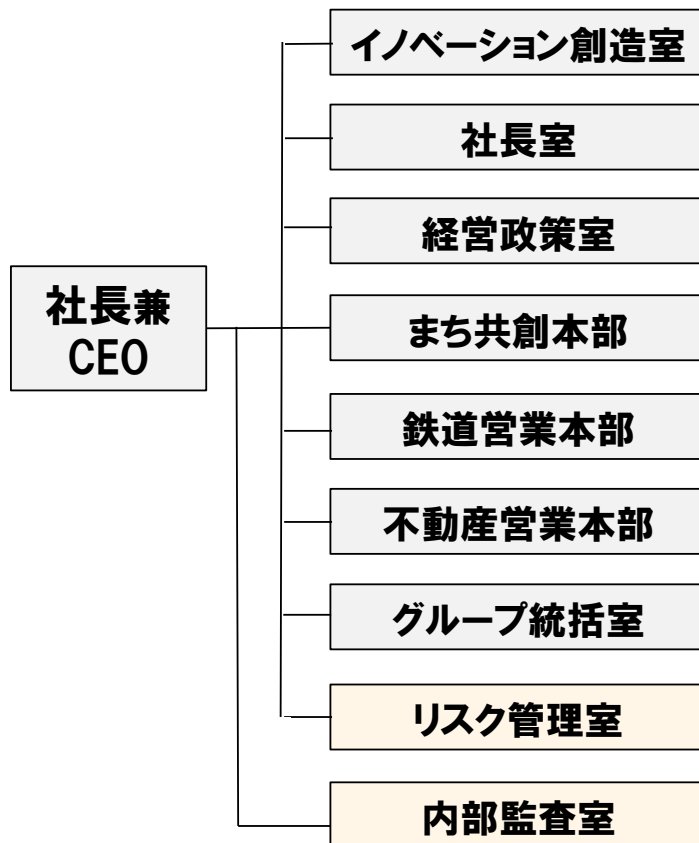 イノベーション創造室
社長室
経営政策室
社長兼
CEO
まち共創本部
鉄道営業本部
不動産営業本部
グループ統括室
リスク管理室
内部監査室